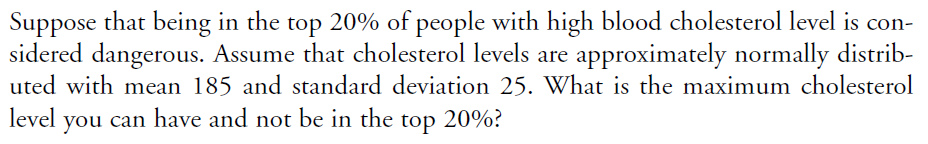 Suppose that being in the top 20% of people with high blood cholesterol level is con-
sidered dangerous. Assume that cholesterol levels are approximately normally distrib-
uted with mean 185 and standard deviation 25. What is the maximum cholesterol
level you can have and not be in the top 20%?